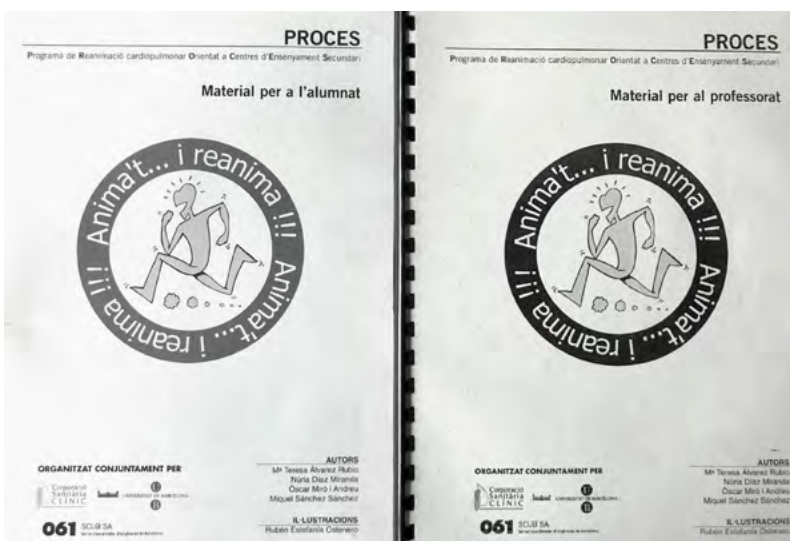 PROCES
Programa de Reanimació cardiopulmonar Orientat a Centres d'Ensenyament Secundari
Material per a l'alumnat
Anima't... i reanima !!! Anima't... i reanima !!!
ORGANITZAT CONJUNTAMENT PER
Corporació
Sanitària
CLÍNIC
UNIVERSITAT DE BARCELONA
U
B
061 SCUB SA
AUTORS
Mª Teresa Álvarez Rubio
Núria Díaz Miranda
Òscar Miró i Andreu
Miquel Sánchez Sánchez
IL·LUSTRACIONS
Rubén Estefania Ostenero
PROCES
Programa de Reanimació cardiopulmonar Orientat a Centres d'Ensenyament Secundari
Material per al professorat
Anima't... i reanima !!! Anima't... i reanima !!!
ORGANITZAT CONJUNTAMENT PER
Corporació
Sanitària
CLÍNIC
UNIVERSITAT DE BARCELONA
U
B
061 SCUB SA
AUTORS
Mª Teresa Álvarez Rubio
Núria Díaz Miranda
Òscar Miró i Andreu
Miquel Sánchez Sánchez
IL·LUSTRACIONS
Rubén Estefania Ostenero